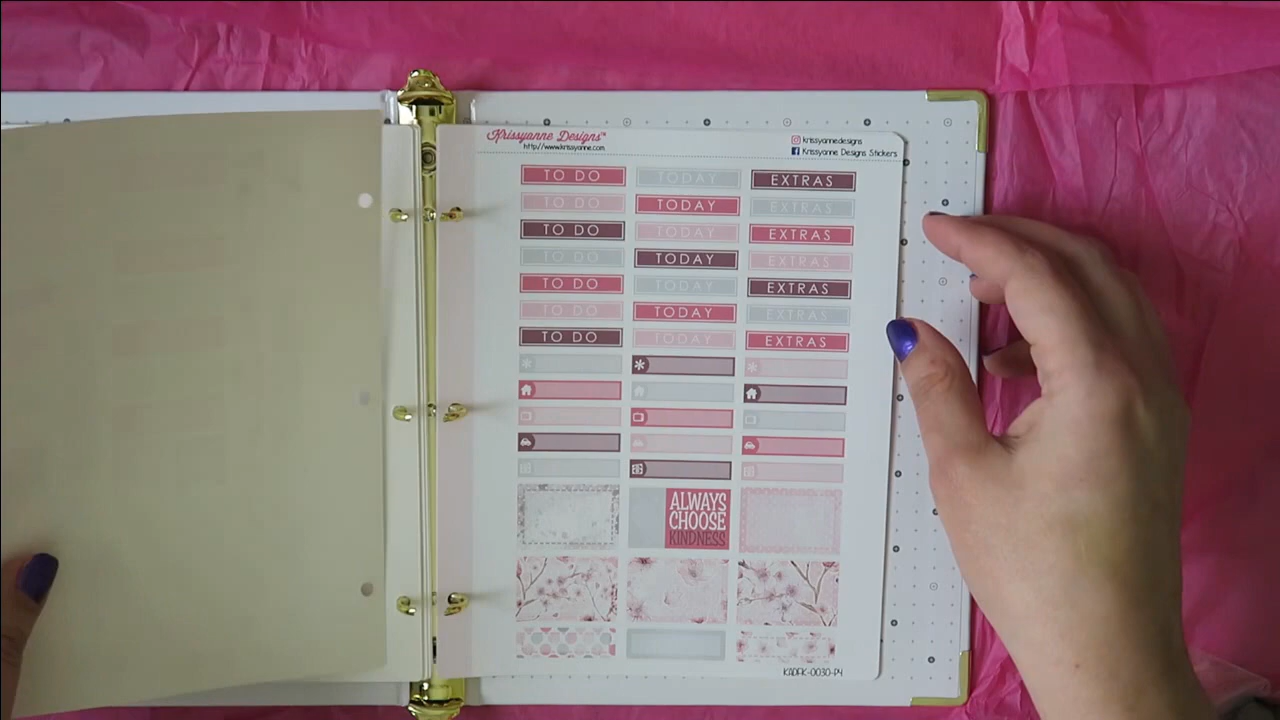 Krissyanne Designs™
http://www.krissyanne.com
krissyannedesigns
Krissyanne Designs Stickers
TO DO TODAY EXTRAS
TO DO TODAY EXTRAS
TO DO TODAY EXTRAS
TO DO TODAY EXTRAS
TO DO TODAY EXTRAS
TO DO TODAY EXTRAS
TO DO TODAY EXTRAS
ALWAYS
CHOOSE
KINDNESS
KADFK-0030-P4